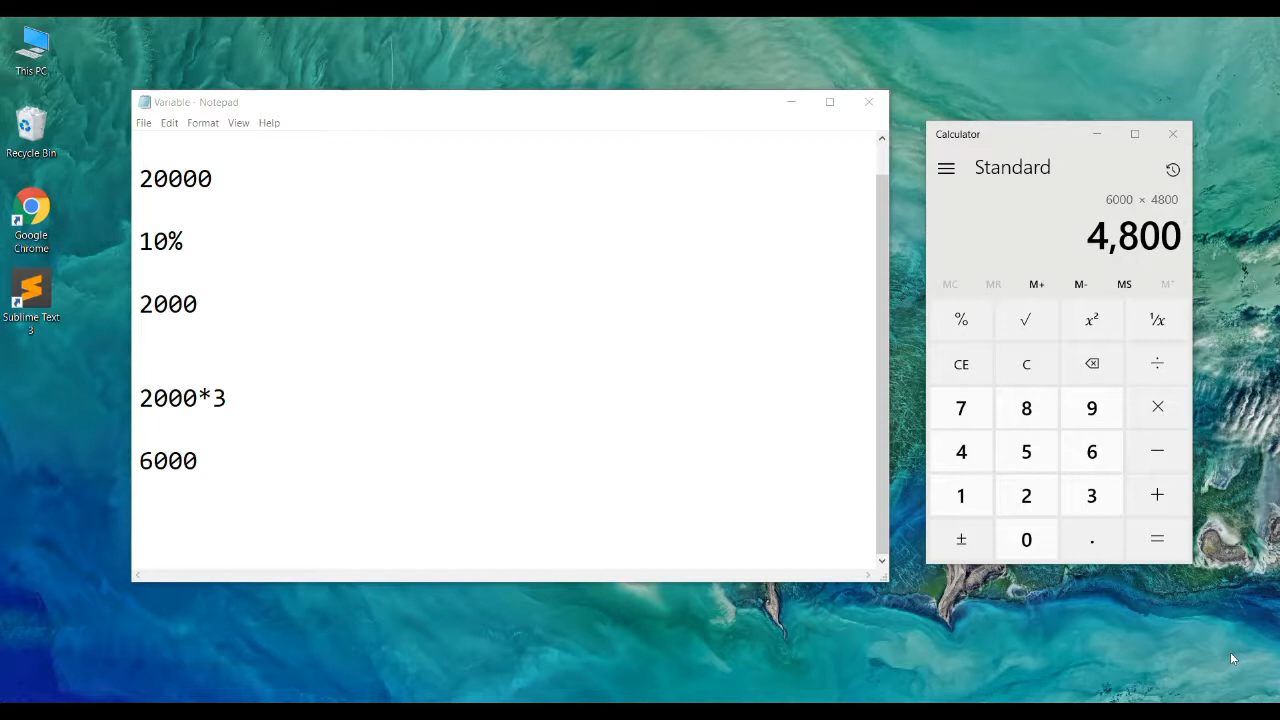 This PC
Recycle Bin
Google
Chrome
Sublime Text
3
Variable - Notepad
File Edit Format View Help
20000
10%
2000
2000*3
6000
Calculator
Standard
6000 × 4800
4,800
MC MR M+ M- MS M˅
% √ x² ¹/x
CE C ÷
7 8 9 ×
4 5 6 −
1 2 3 +
± 0 . =